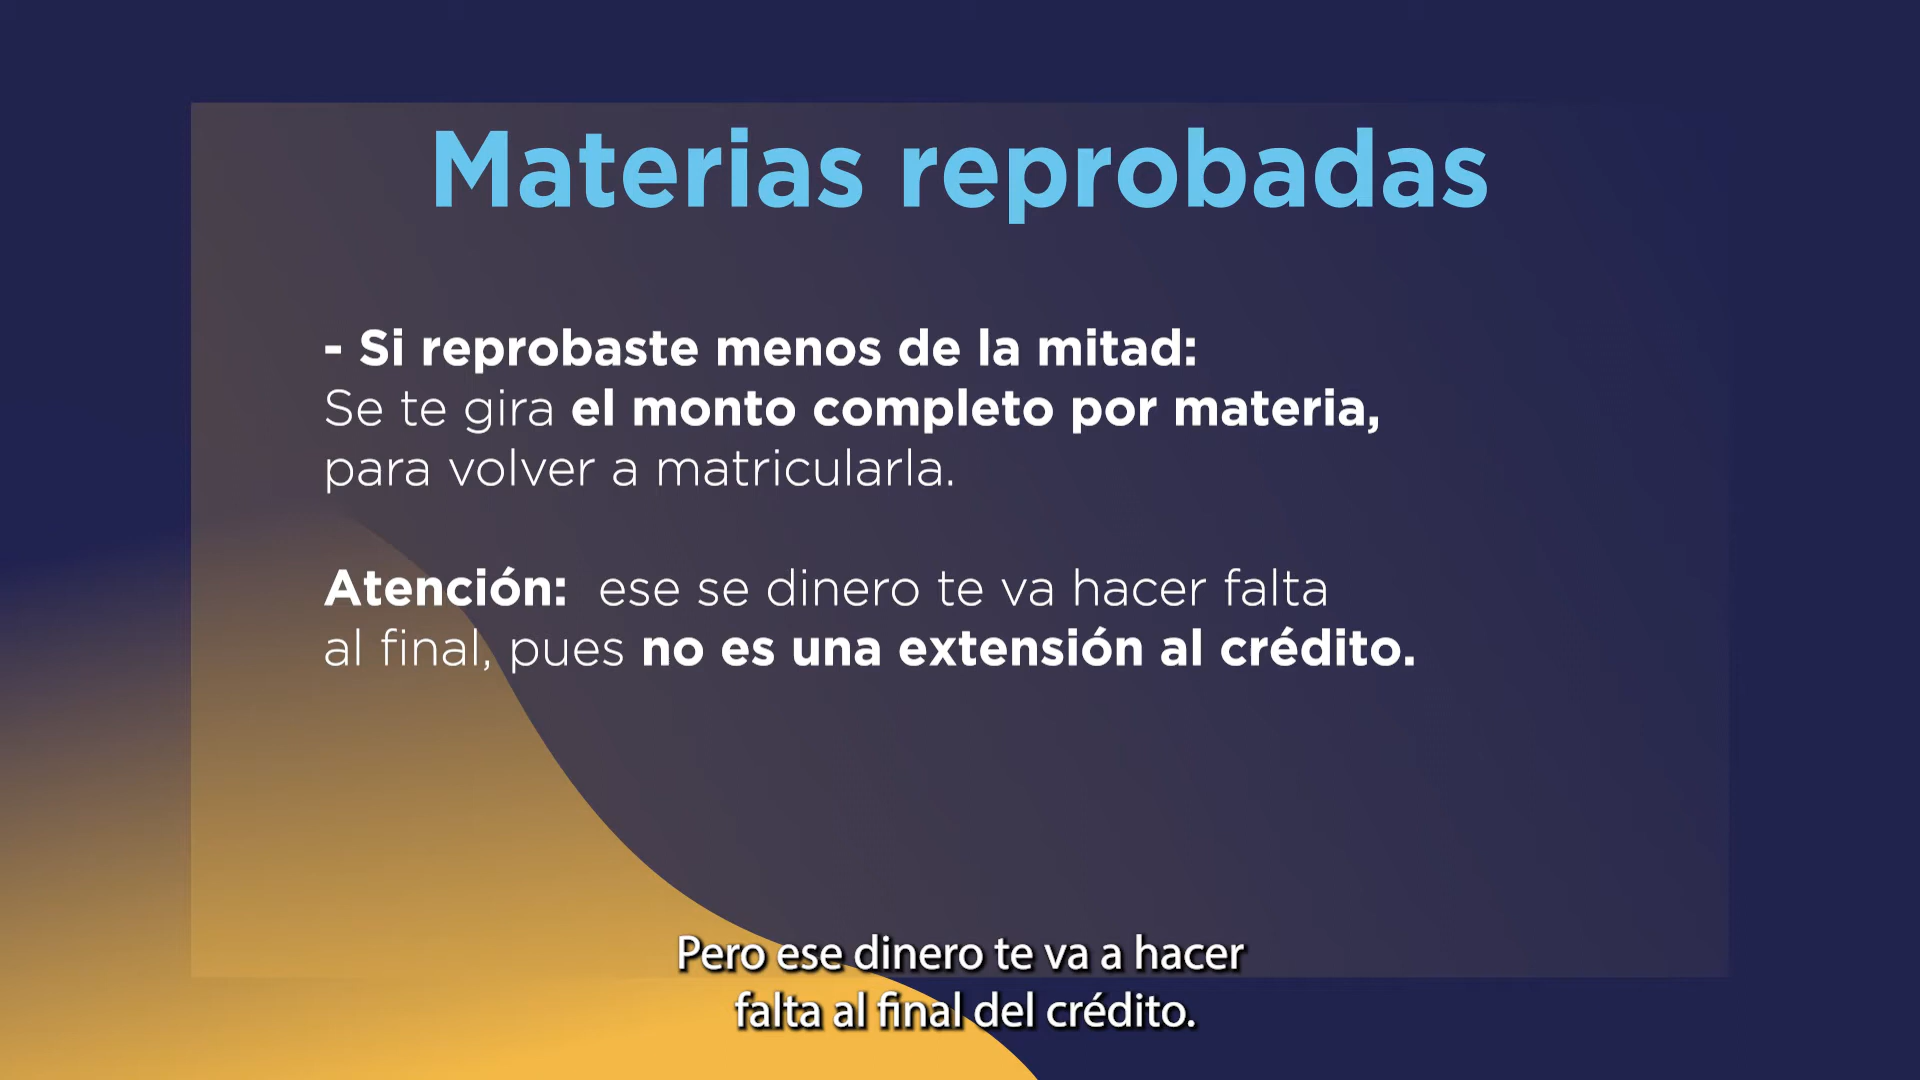 Materias reprobadas
- Si reprobaste menos de la mitad:
Se te gira el monto completo por materia,
para volver a matricularla.
Atención: ese se dinero te va hacer falta
al final, pues no es una extensión al crédito.
Pero ese dinero te va a hacer
falta al final del crédito.